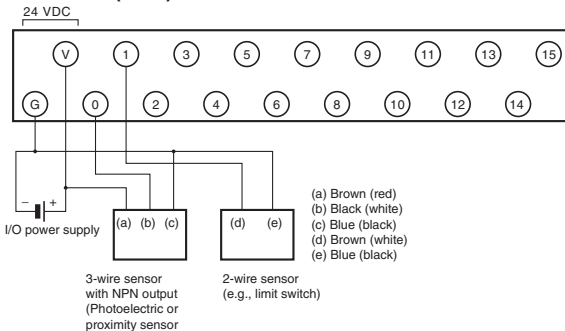 24 VDC
V 1 3 5 7 9 11 13 15
G 0 2 4 6 8 10 12 14
– +
I/O power supply
(a) (b) (c)
(d) (e)
(a) Brown (red)
(b) Black (white)
(c) Blue (black)
(d) Brown (white)
(e) Blue (black)
3-wire sensor
with NPN output
(Photoelectric or
proximity sensor
2-wire sensor
(e.g., limit switch)